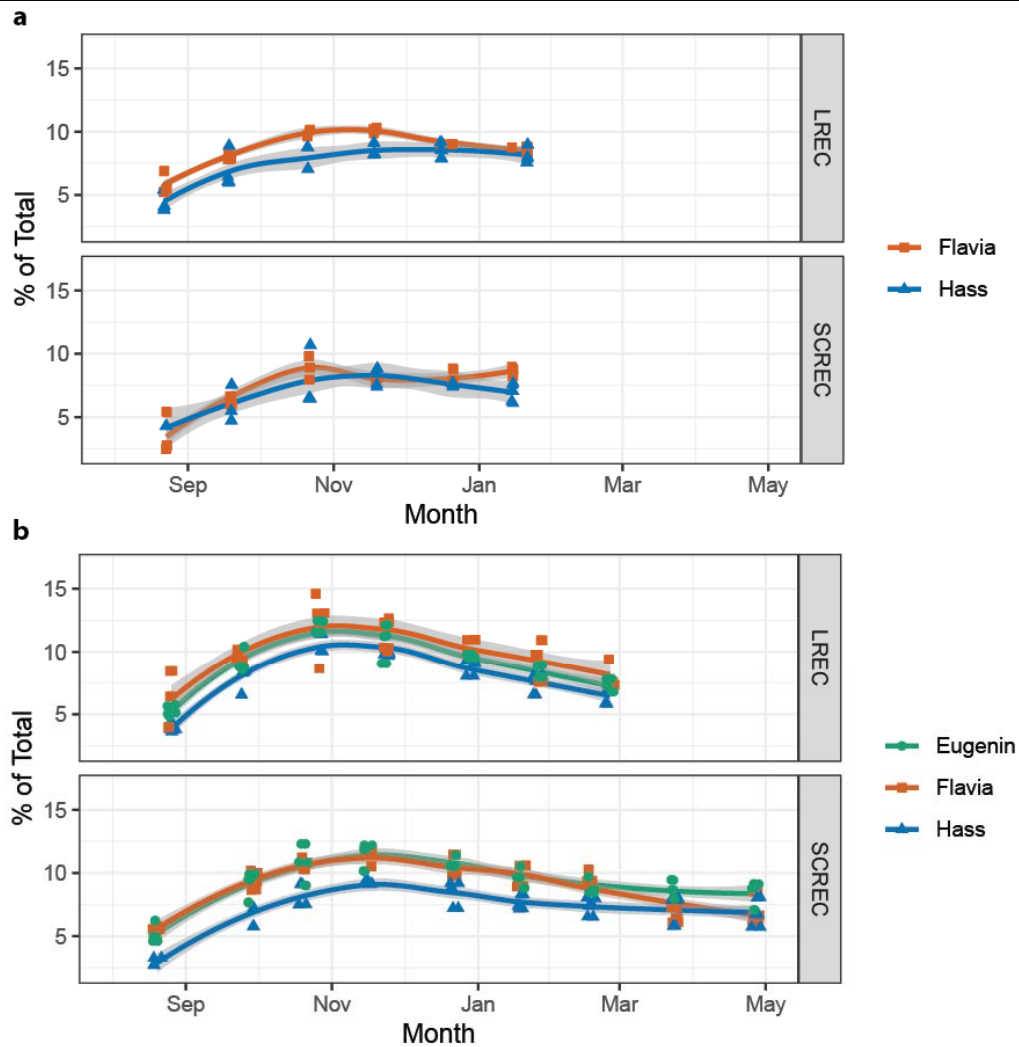 a
15
10
5
LREC
15
10
5
SCREC
% of Total
Sep Nov Jan Mar May
Month
Flavia
Hass
b
15
10
5
LREC
15
10
5
SCREC
% of Total
Sep Nov Jan Mar May
Month
Eugenin
Flavia
Hass